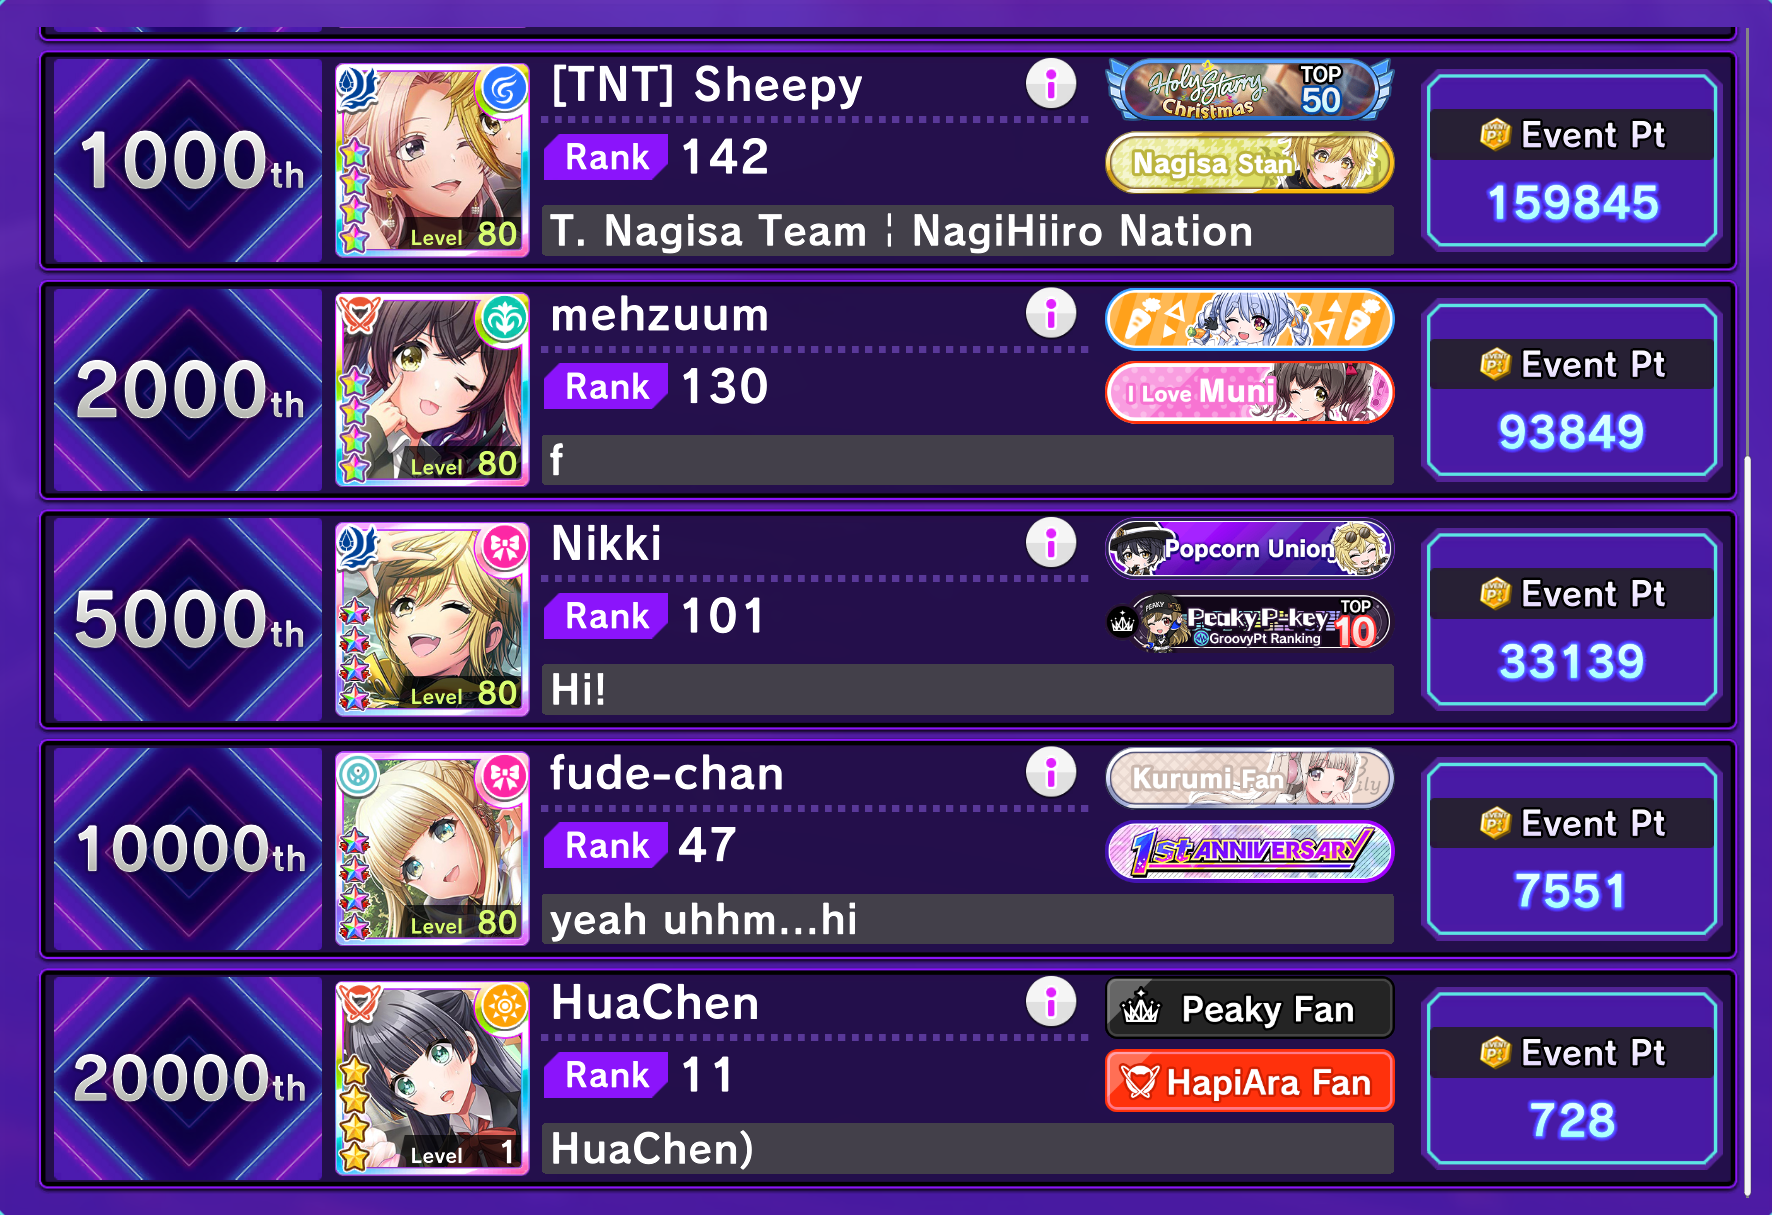 1000th
Level 80
[TNT] Sheepy
Rank 142
T. Nagisa Team ¦ NagiHiiro Nation
Holy Starry Christmas TOP 50
Nagisa Stan
Event Pt
159845
2000th
Level 80
mehzuum
Rank 130
f
I Love Muni
Event Pt
93849
5000th
Level 80
Nikki
Rank 101
Hi!
Popcorn Union
PEAKY
Peaky P-key TOP 10
GroovyPt Ranking
Event Pt
33139
10000th
Level 80
fude-chan
Rank 47
yeah uhhm...hi
Kurumi Fan
1st ANNIVERSARY
Event Pt
7551
20000th
Level 1
HuaChen
Rank 11
HuaChen)
Peaky Fan
HapiAra Fan
Event Pt
728